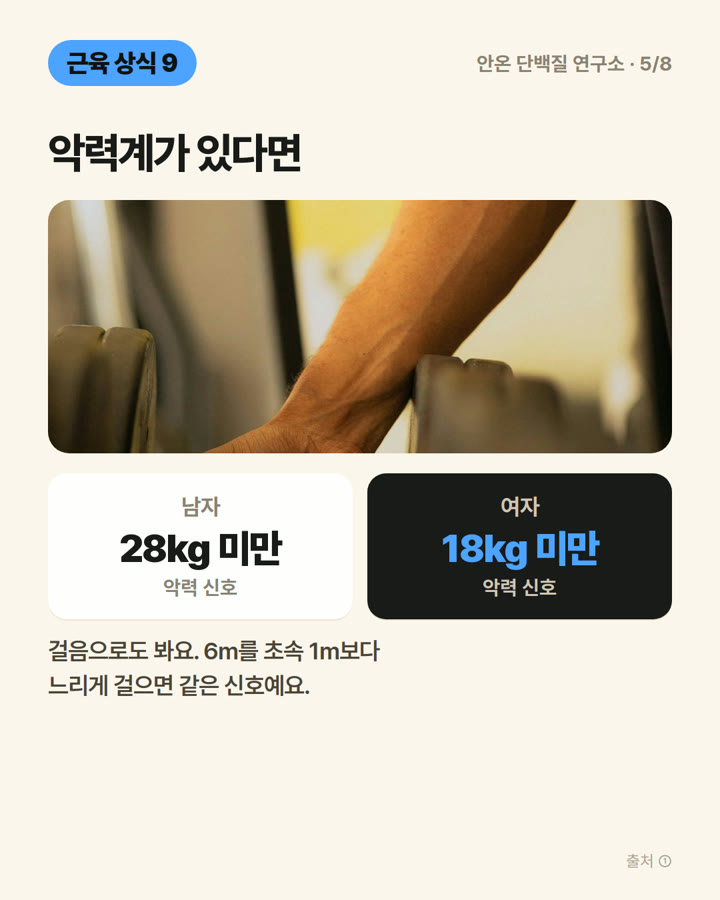 근육 상식 9
안온 단백질 연구소 · 5/8
악력계가 있다면
남자
28kg 미만
악력 신호
여자
18kg 미만
악력 신호
걸음으로도 봐요. 6m를 초속 1m보다
느리게 걸으면 같은 신호예요.
출처 ①